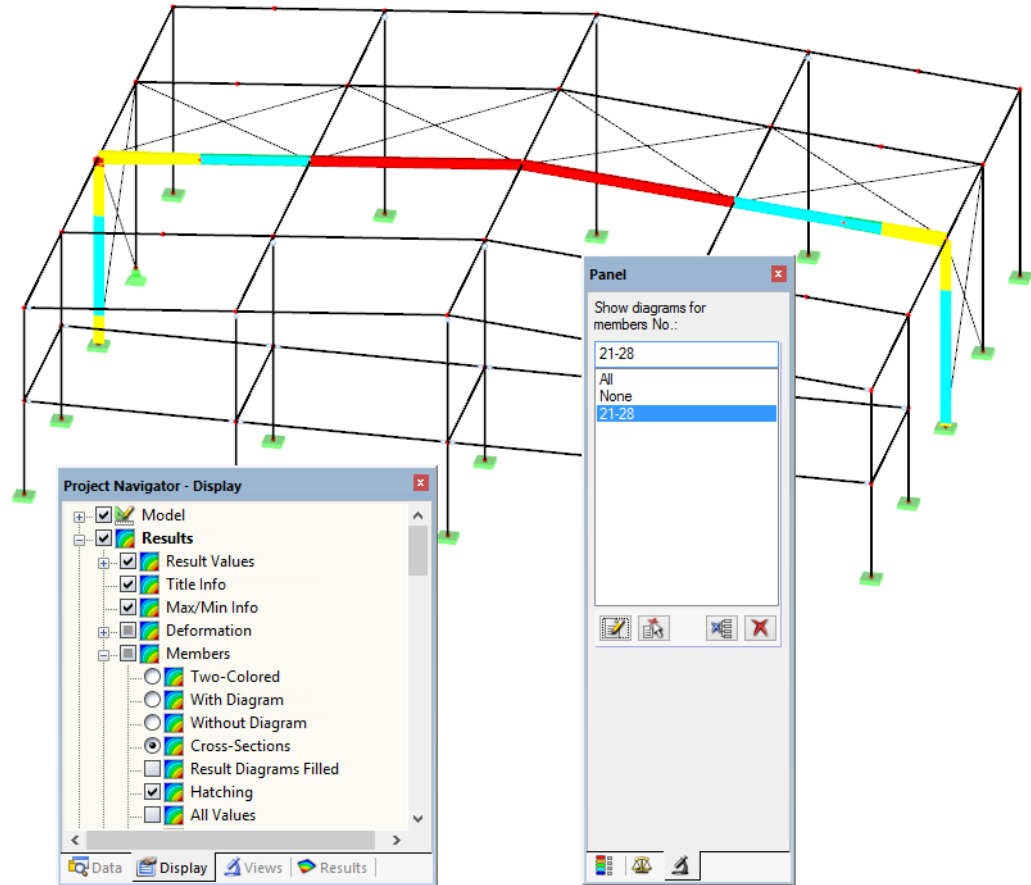 Panel
Show diagrams for
members No.:
21-28
All
None
21-28
Project Navigator - Display
Model
Results
Result Values
Title Info
Max/Min Info
Deformation
Members
Two-Colored
With Diagram
Without Diagram
Cross-Sections
Result Diagrams Filled
Hatching
All Values
Data Display Views Results